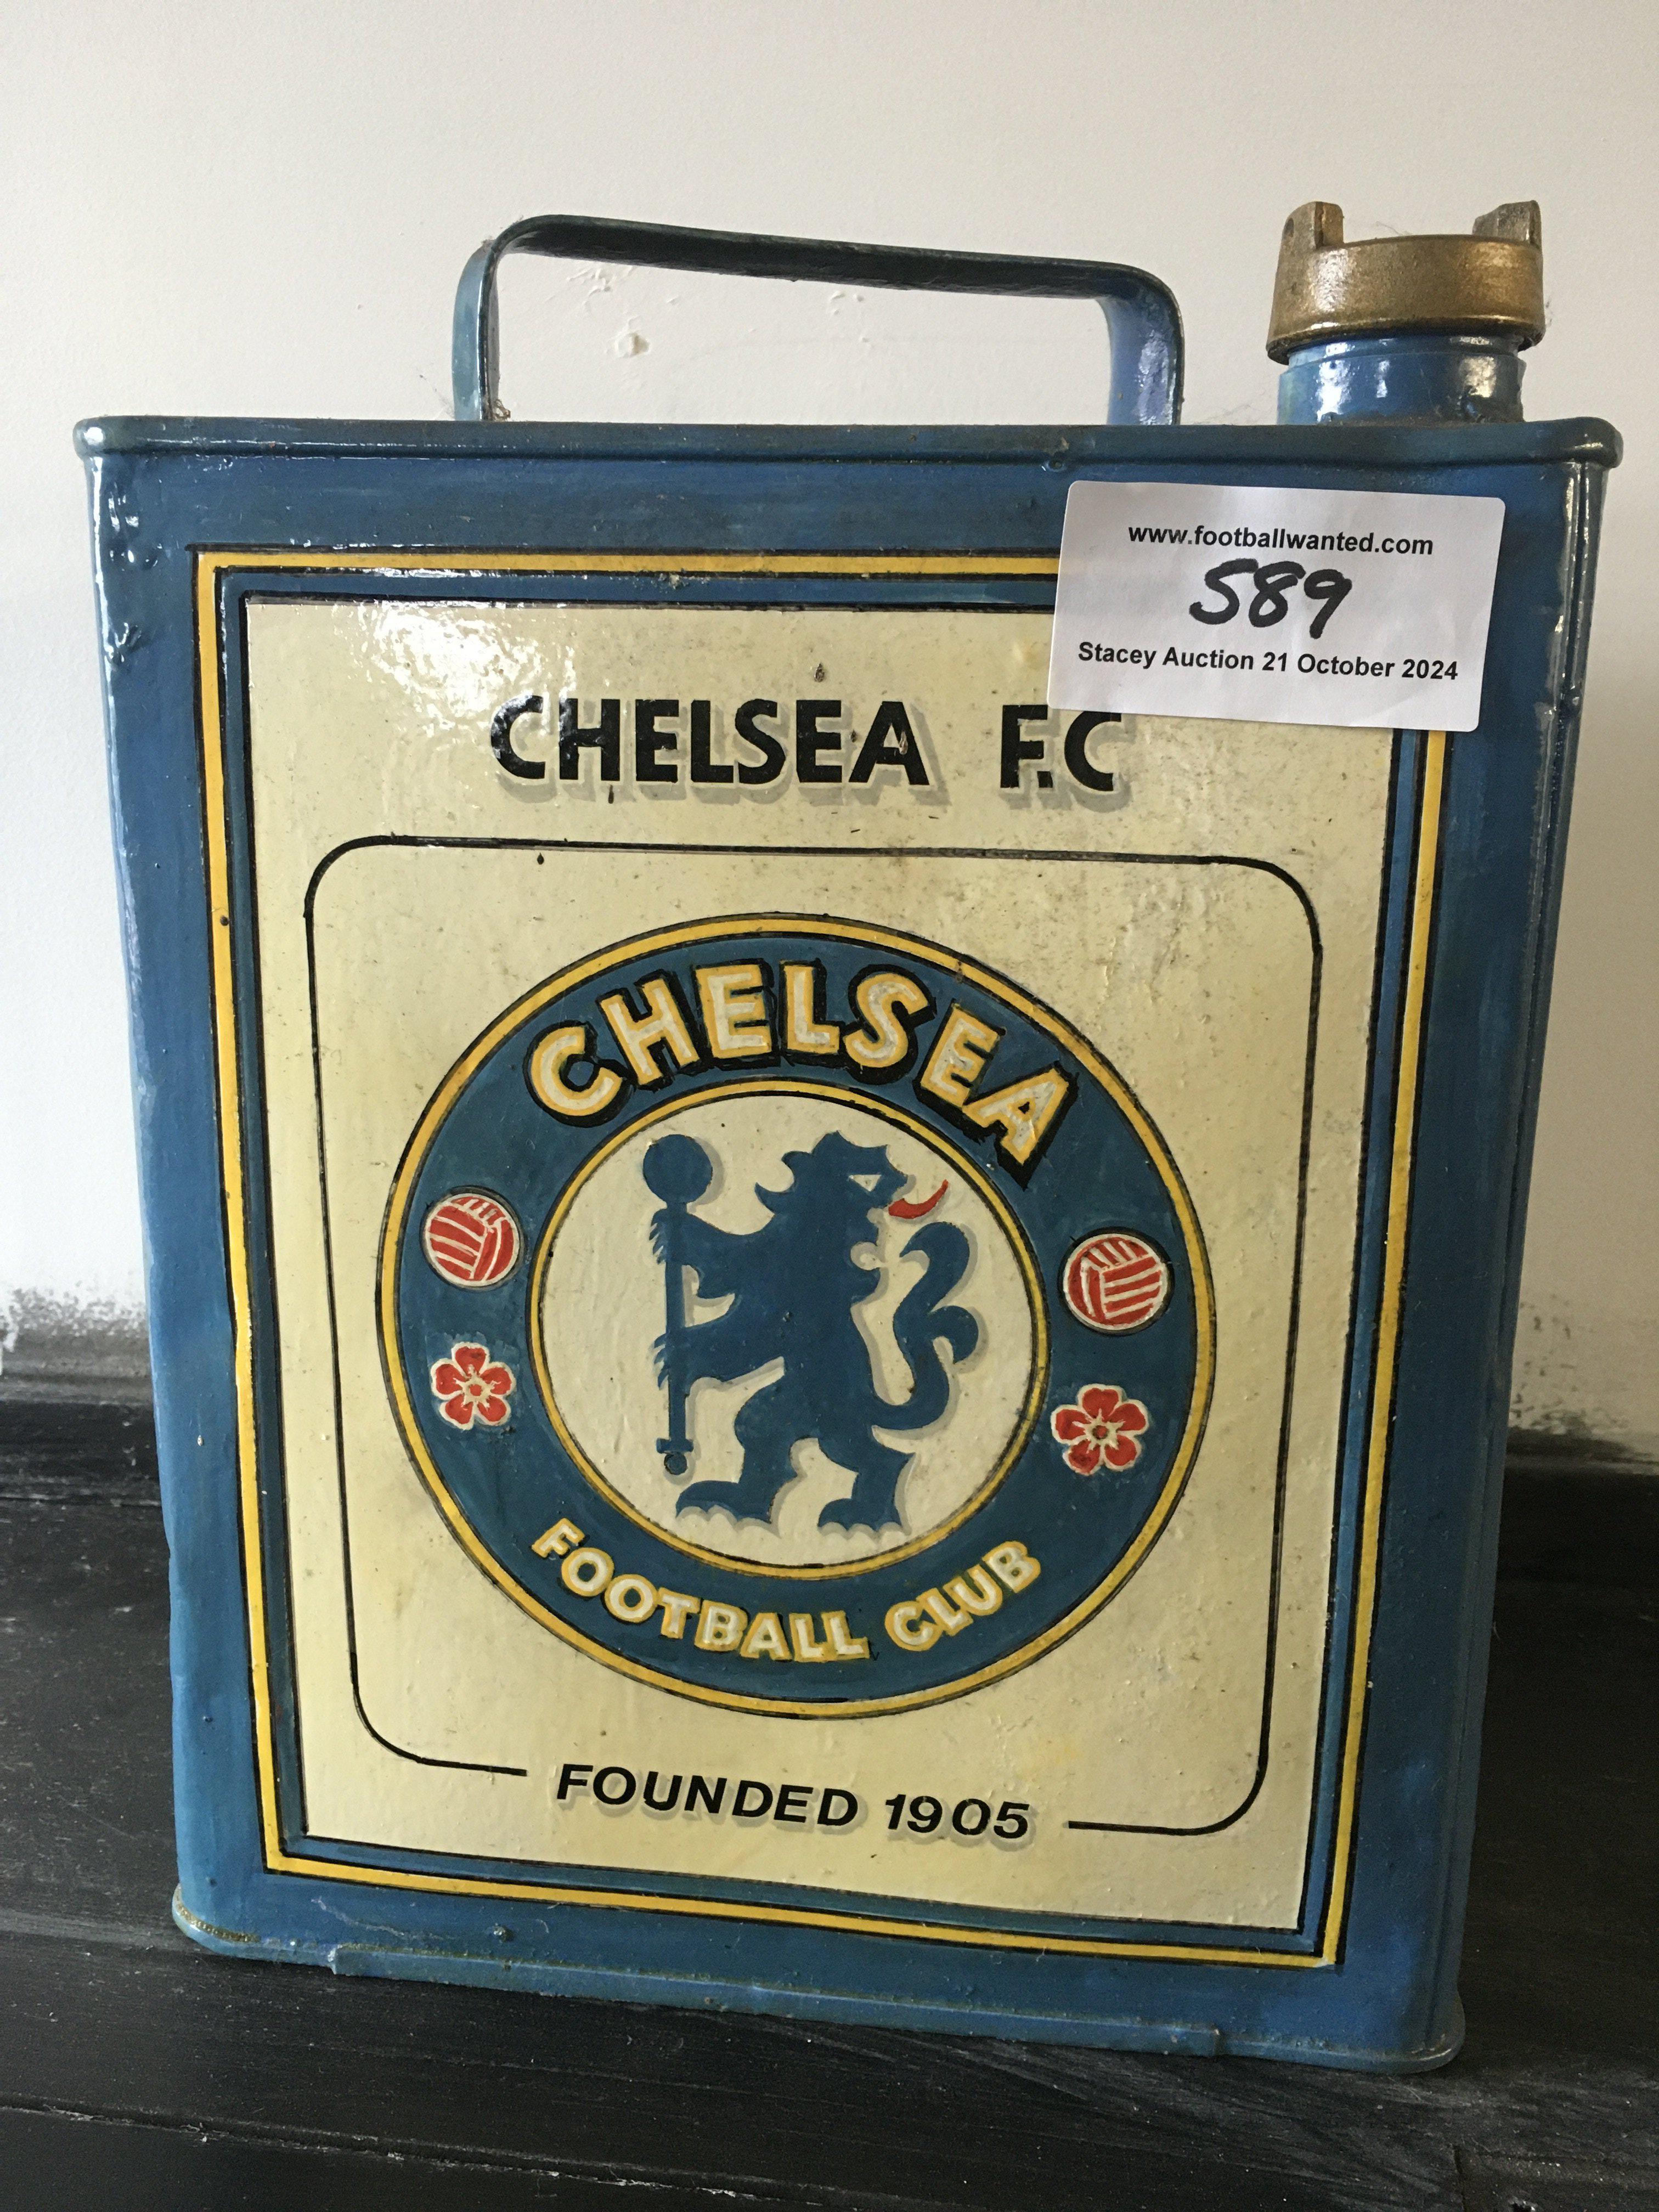 www.footballwanted.com
589
Stacey Auction 21 October 2024
CHELSEA F.C
CHELSEA
FOOTBALL CLUB
FOUNDED 1905